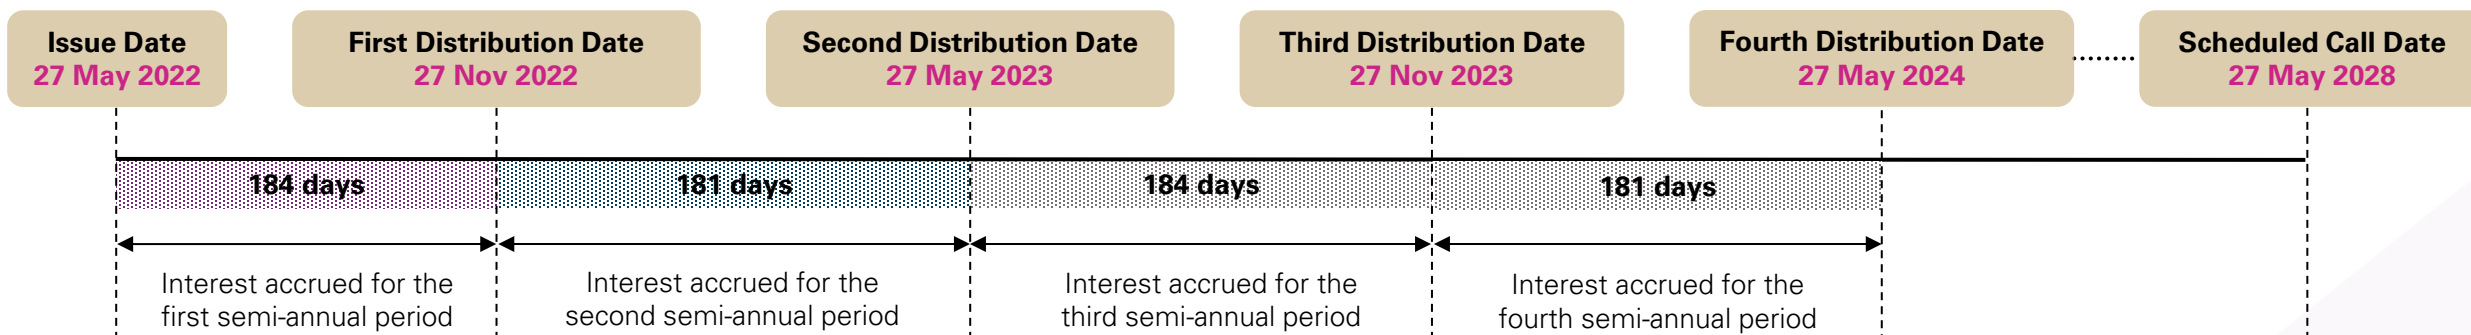 Issue Date
27 May 2022
First Distribution Date
27 Nov 2022
Second Distribution Date
27 May 2023
Third Distribution Date
27 Nov 2023
Fourth Distribution Date
27 May 2024
Scheduled Call Date
27 May 2028
184 days
181 days
184 days
181 days
Interest accrued for the
first semi-annual period
Interest accrued for the
second semi-annual period
Interest accrued for the
third semi-annual period
Interest accrued for the
fourth semi-annual period